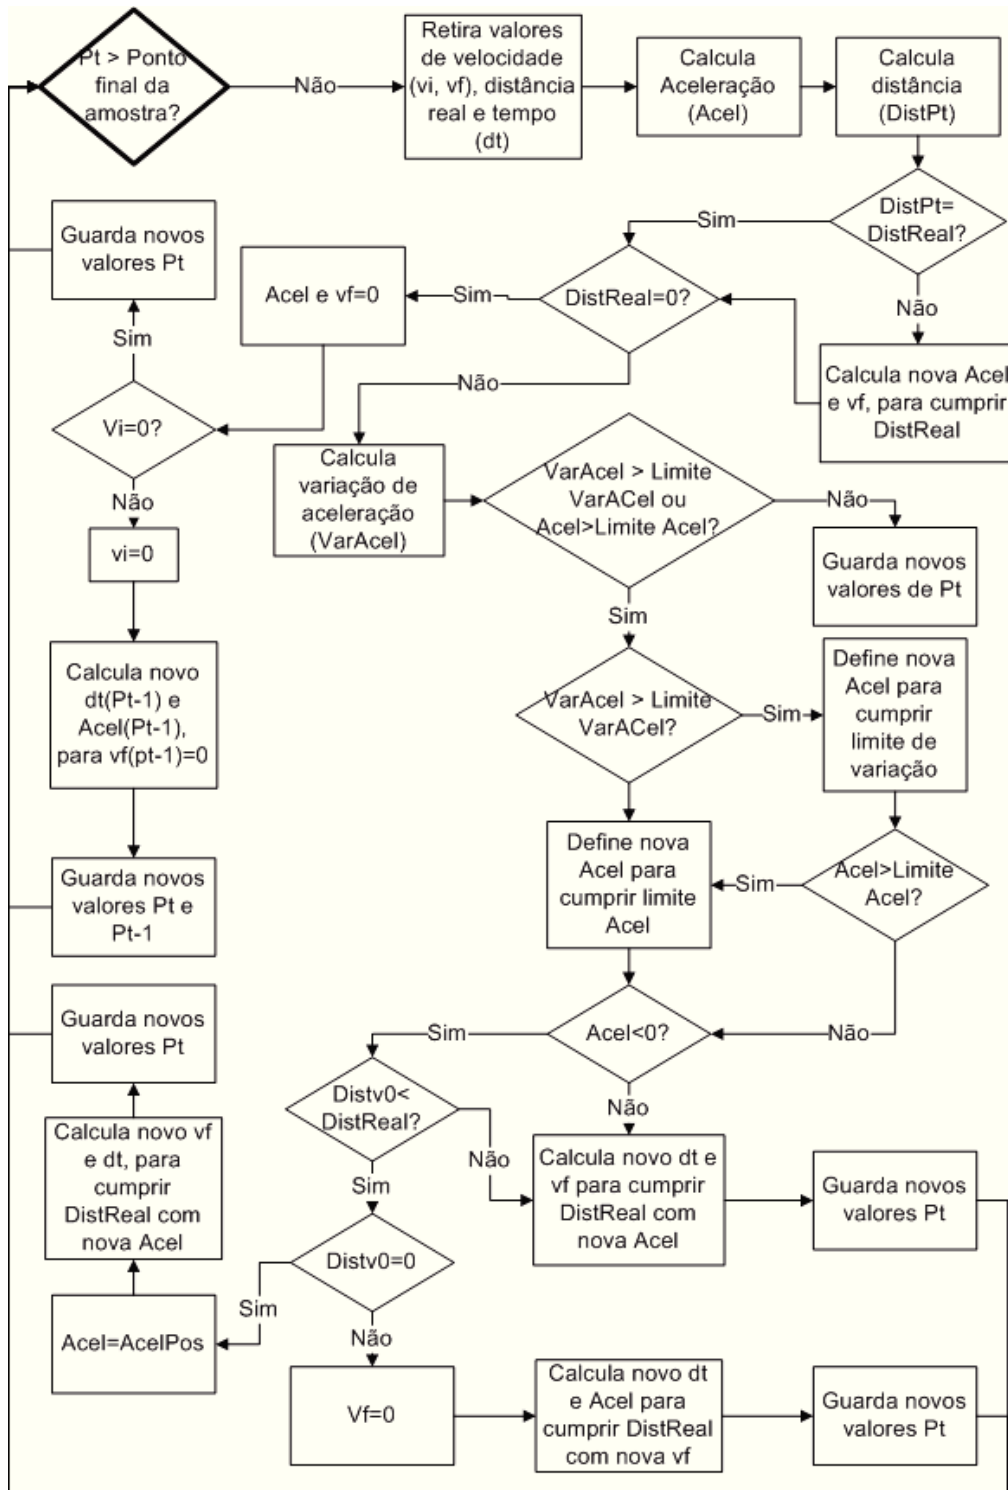 Pt > Ponto
final da
amostra?
Não
Retira valores
de velocidade
(vi, vf), distância
real e tempo
(dt)
Calcula
Aceleração
(Acel)
Calcula
distância
(DistPt)
DistPt=
DistReal?
Sim
Não
Guarda novos
valores Pt
Acel e vf=0
Sim
DistReal=0?
Sim
Não
Calcula nova Acel
e vf, para cumprir
DistReal
Vi=0?
Não
Calcula
variação de
aceleração
(VarAcel)
VarAcel > Limite
VarACel ou
Acel>Limite Acel?
Não
Guarda novos
valores de Pt
vi=0
Sim
Calcula novo
dt(Pt-1) e
Acel(Pt-1),
para vf(pt-1)=0
VarAcel > Limite
VarACel?
Sim
Define nova
Acel para
cumprir
limite de
variação
Guarda novos
valores Pt e
Pt-1
Define nova
Acel para
cumprir limite
Acel
Sim
Acel>Limite
Acel?
Guarda novos
valores Pt
Sim
Acel<0?
Não
Distv0<
DistReal?
Não
Não
Calcula novo vf
e dt, para
cumprir
DistReal com
nova Acel
Sim
Calcula novo dt e
vf para cumprir
DistReal com
nova Acel
Guarda novos
valores Pt
Distv0=0
Sim
Não
Acel=AcelPos
Vf=0
Calcula novo dt
e Acel para
cumprir DistReal
com nova vf
Guarda novos
valores Pt